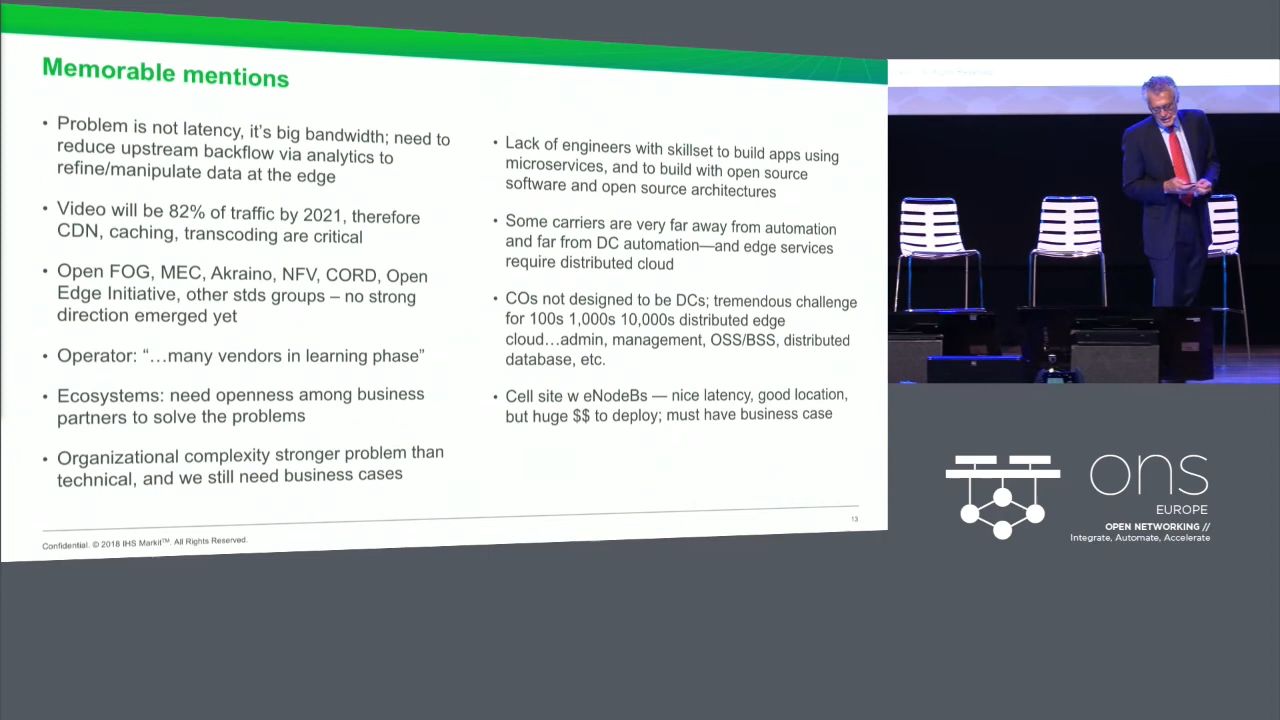 Memorable mentions
• Problem is not latency, it's big bandwidth; need to
reduce upstream backflow via analytics to
refine/manipulate data at the edge
• Video will be 82% of traffic by 2021, therefore
CDN, caching, transcoding are critical
• Open FOG, MEC, Akraino, NFV, CORD, Open
Edge Initiative, other stds groups – no strong
direction emerged yet
• Operator: “…many vendors in learning phase”
• Ecosystems: need openness among business
partners to solve the problems
• Organizational complexity stronger problem than
technical, and we still need business cases
• Lack of engineers with skillset to build apps using
microservices, and to build with open source
software and open source architectures
• Some carriers are very far away from automation
and far from DC automation—and edge services
require distributed cloud
• COs not designed to be DCs; tremendous challenge
for 100s 1,000s 10,000s distributed edge
cloud…admin, management, OSS/BSS, distributed
database, etc.
• Cell site w eNodeBs — nice latency, good location,
but huge $$ to deploy; must have business case
Confidential. © 2018 IHS Markit™. All Rights Reserved.
13
ons
EUROPE
OPEN NETWORKING //
Integrate, Automate, Accelerate